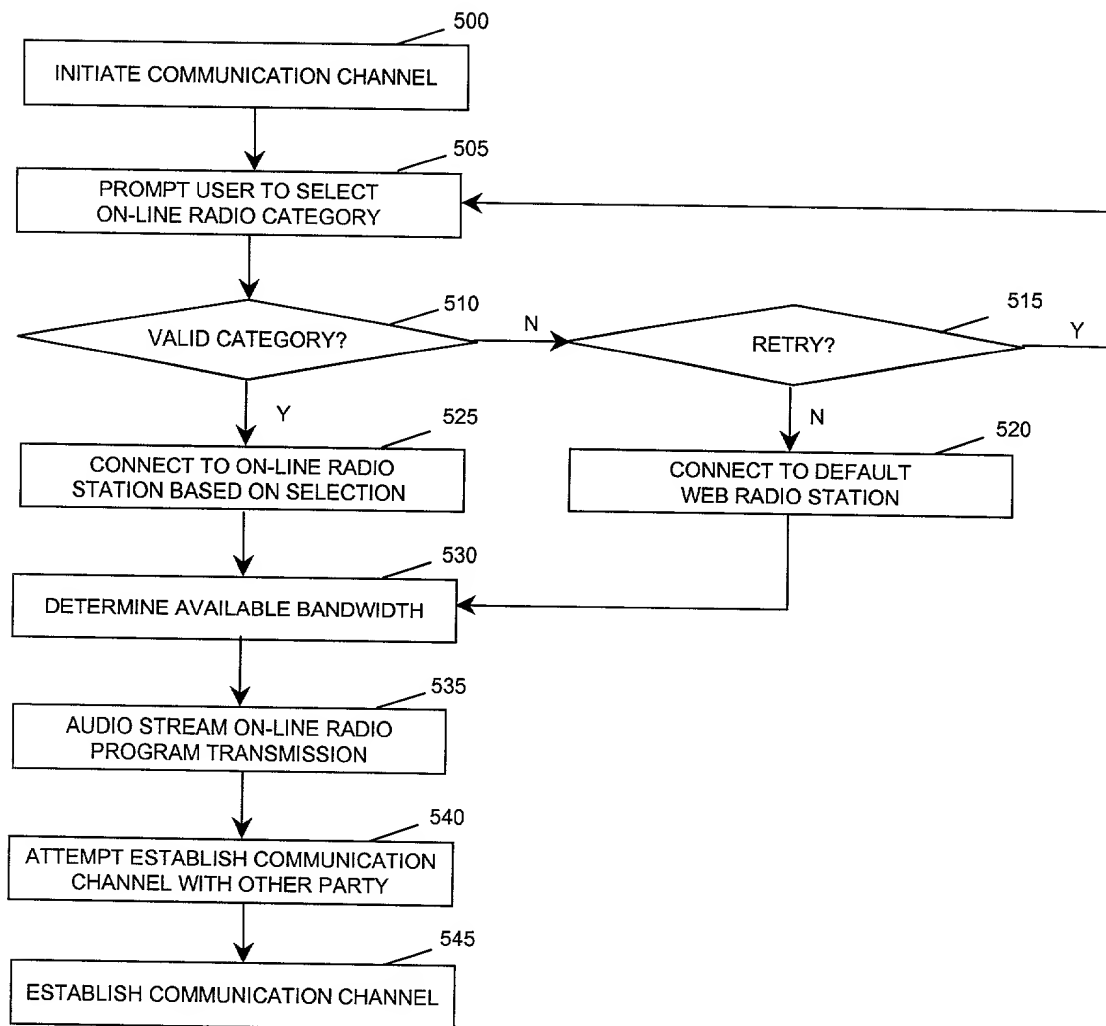 500
INITIATE COMMUNICATION CHANNEL
505
PROMPT USER TO SELECT
ON-LINE RADIO CATEGORY
510
VALID CATEGORY?
N
515
RETRY?
Y
Y
N
525
CONNECT TO ON-LINE RADIO
STATION BASED ON SELECTION
520
CONNECT TO DEFAULT
WEB RADIO STATION
530
DETERMINE AVAILABLE BANDWIDTH
535
AUDIO STREAM ON-LINE RADIO
PROGRAM TRANSMISSION
540
ATTEMPT ESTABLISH COMMUNICATION
CHANNEL WITH OTHER PARTY
545
ESTABLISH COMMUNICATION CHANNEL